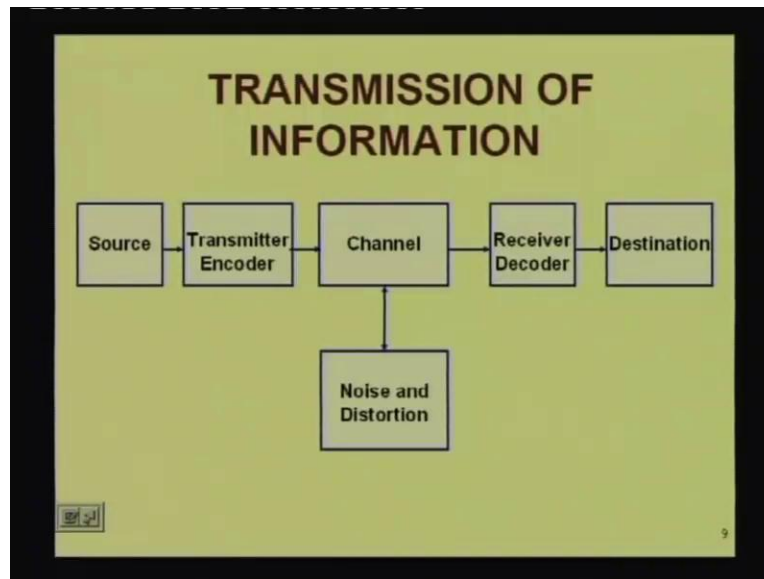 TRANSMISSION OF
INFORMATION
Source
Transmitter
Encoder
Channel
Receiver
Decoder
Destination
Noise and
Distortion
9